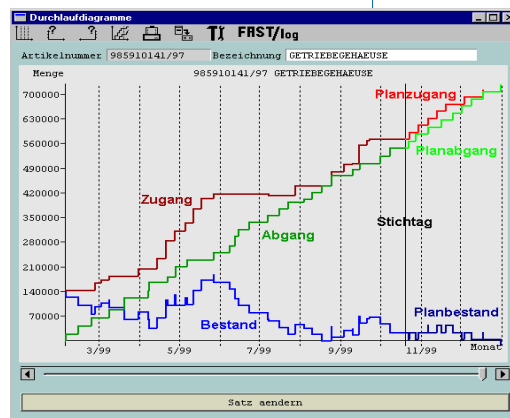 Durchlaufdiagramme
FAST/log
Artikelnummer 985910141/97 Bezeichnung GETRIEBEGEHAEUSE
Menge 985910141/97 GETRIEBEGEHAEUSE
700000
630000
560000
490000
420000
350000
280000
210000
140000
70000
Planzugang
Planabgang
Zugang
Stichtag
Abgang
Planbestand
Bestand
3/99 5/99 7/99 9/99 11/99 Monat
Satz aendern